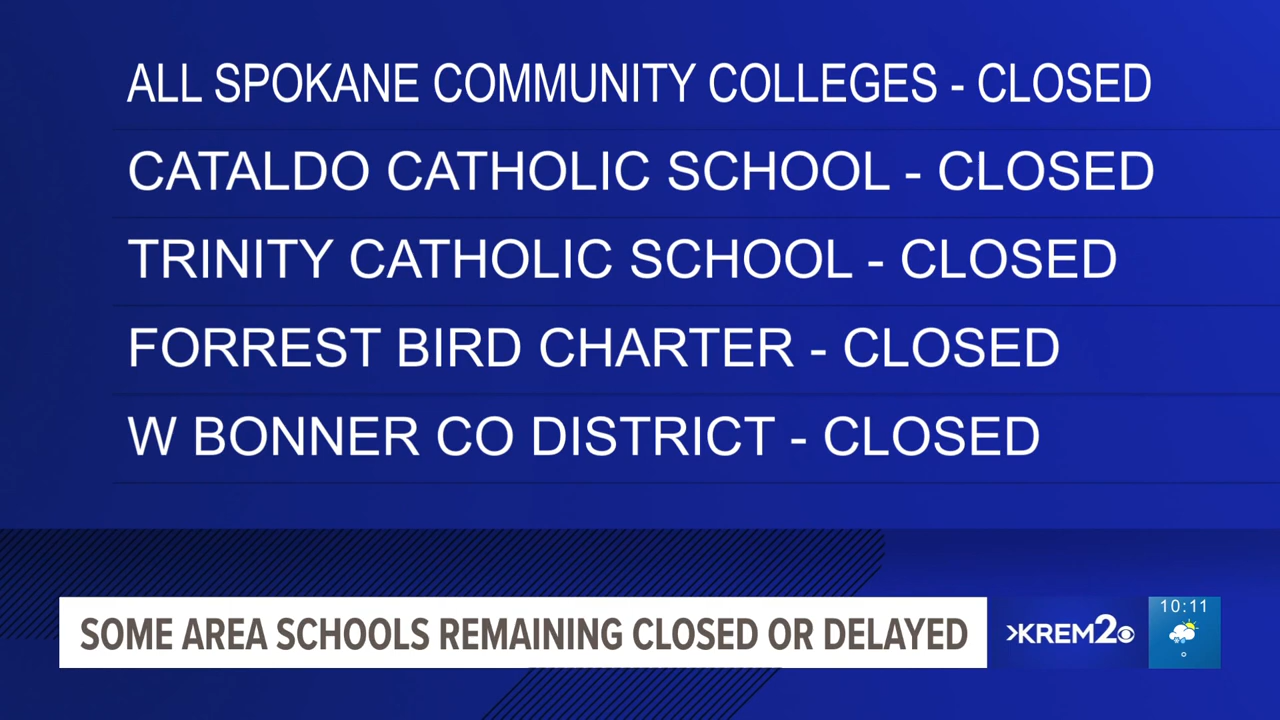 ALL SPOKANE COMMUNITY COLLEGES - CLOSED
CATALDO CATHOLIC SCHOOL - CLOSED
TRINITY CATHOLIC SCHOOL - CLOSED
FORREST BIRD CHARTER - CLOSED
W BONNER CO DISTRICT - CLOSED
SOME AREA SCHOOLS REMAINING CLOSED OR DELAYED
KREM2
10:11